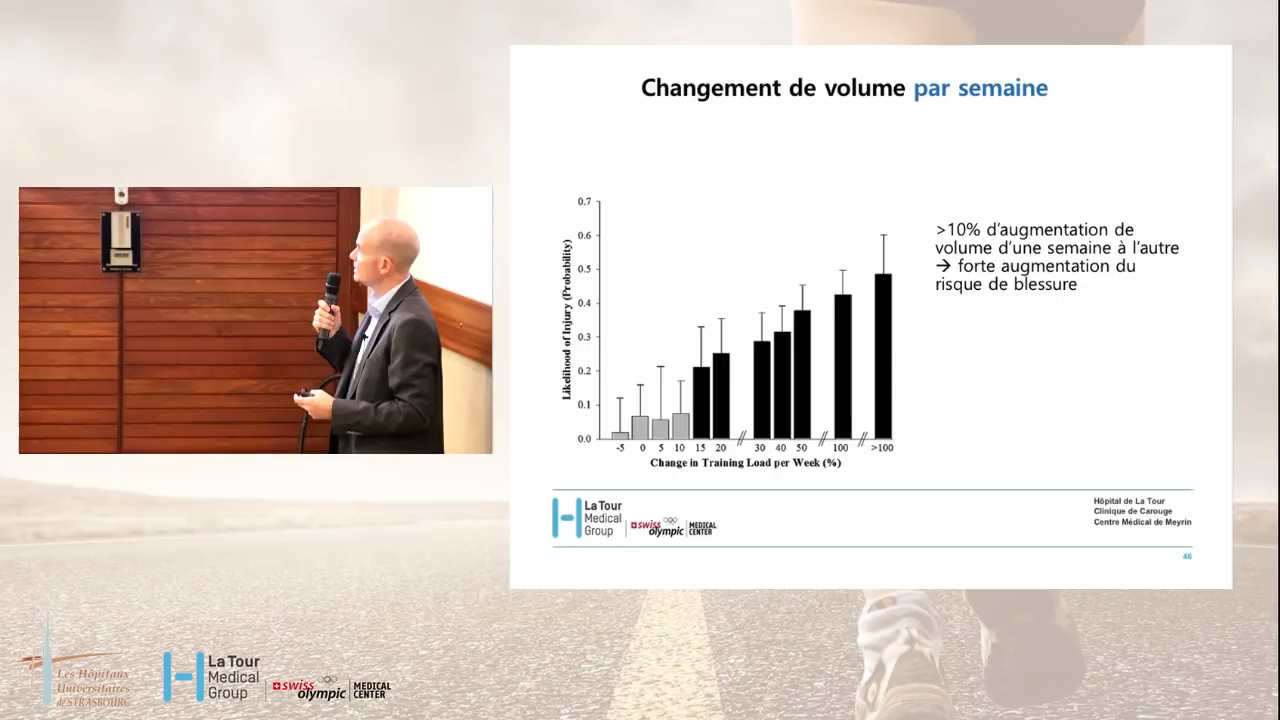 Changement de volume par semaine
0.7
0.6
0.5
0.4
0.3
0.2
0.1
0.0
Likelihood of Injury (Probability)
-5 0 5 10 15 20 30 40 50 100 >100
Change in Training Load per Week (%)
>10% d'augmentation de
volume d'une semaine à l'autre
→ forte augmentation du
risque de blessure
La Tour
Medical
Group
swiss
olympic
MEDICAL
CENTER
Hôpital de La Tour
Clinique de Carouge
Centre Médical de Meyrin
46
Les Hôpitaux
Universitaires
de STRASBOURG
La Tour
Medical
Group
swiss
olympic
MEDICAL
CENTER